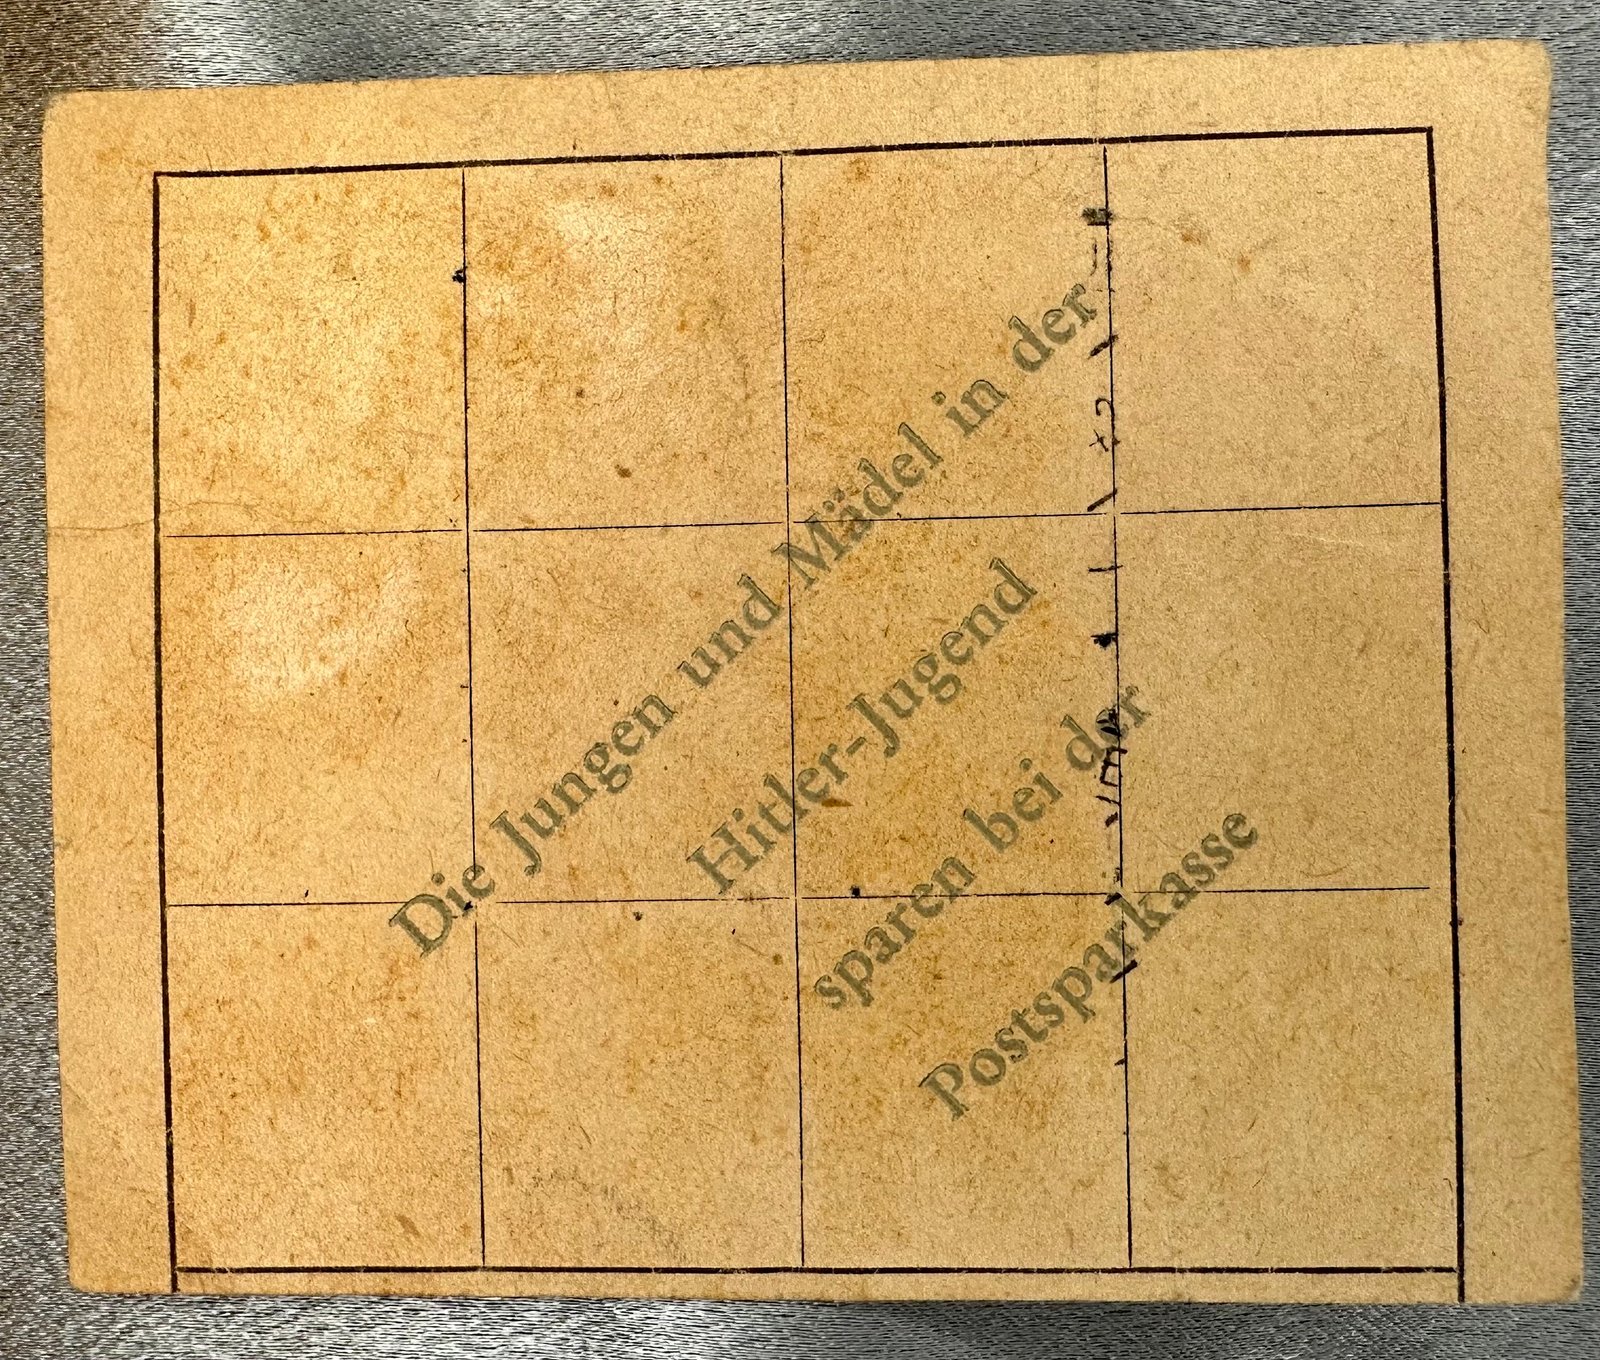 Die Jungen und Mädel in der
Hitler-Jugend
sparen bei der
Postsparkasse